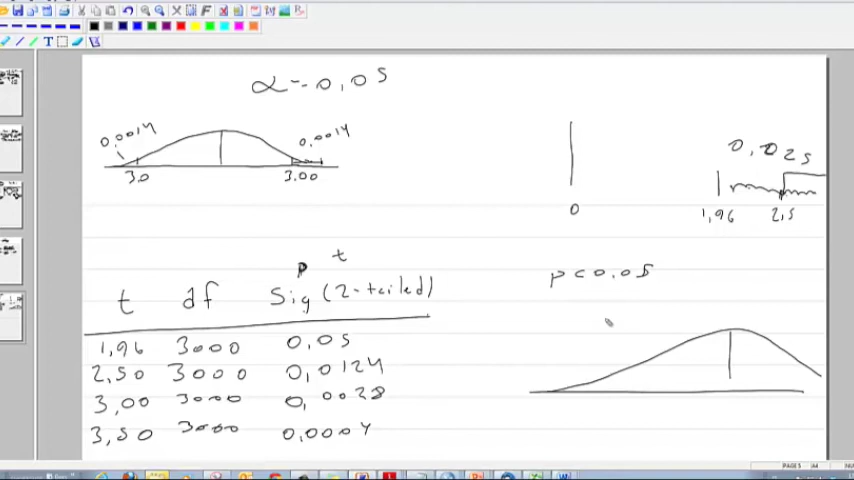 α = 0,05
0,0014 0,0014
3.0 3.00
0,025
0 1,96 2,5
p t
p < 0.05
t df Sig (2-tailed)
1,96 3000 0,05
2,50 3000 0,0124
3,00 3000 0,0028
3,50 3000 0,0004
PAGE 5